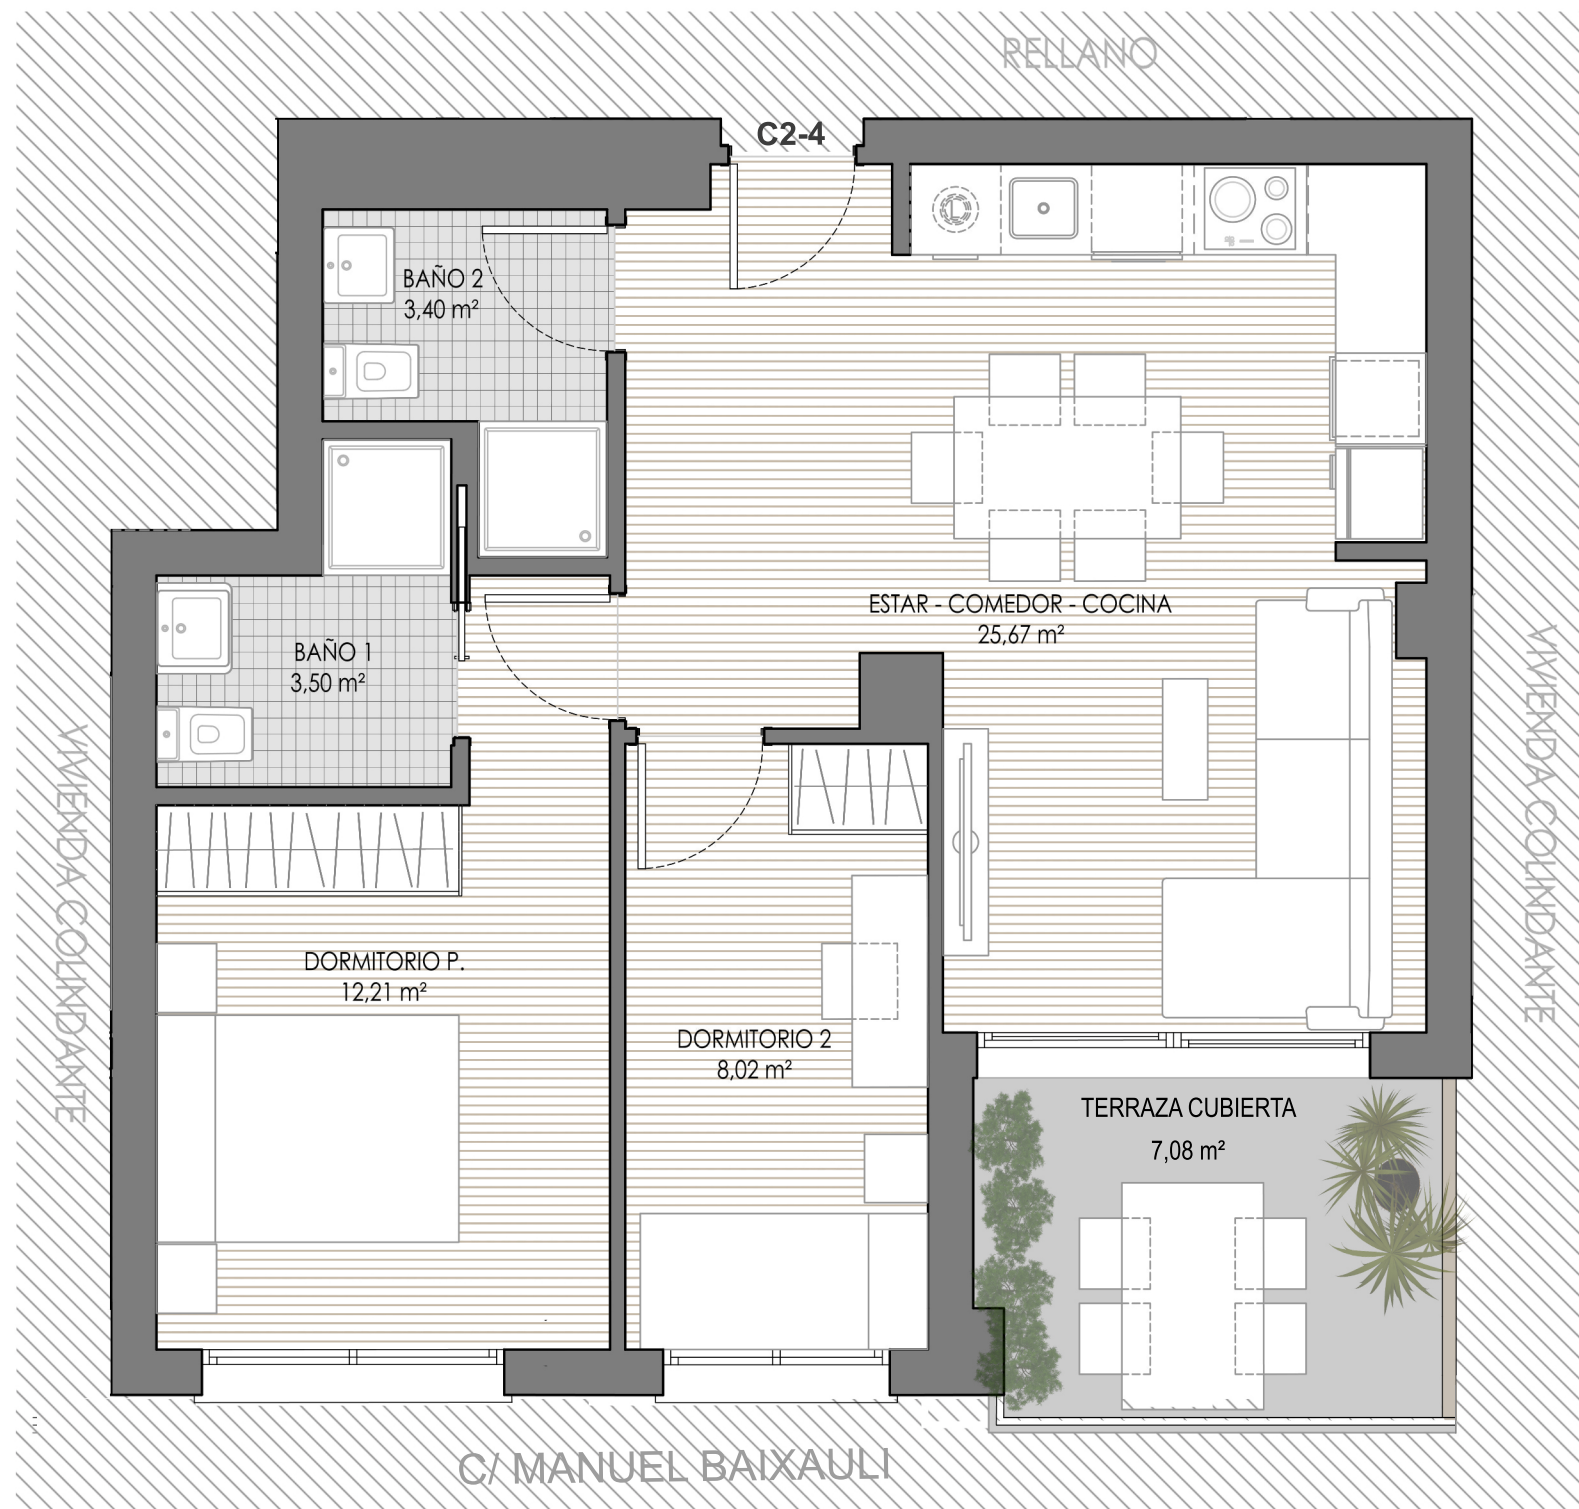 RELLANO
C2-4
BAÑO 2
3,40 m²
ESTAR - COMEDOR - COCINA
25,67 m²
BAÑO 1
3,50 m²
VIVIENDA COLINDANTE
VIVIENDA COLINDANTE
DORMITORIO P.
12,21 m²
DORMITORIO 2
8,02 m²
TERRAZA CUBIERTA
7,08 m²
C/ MANUEL BAIXAULI